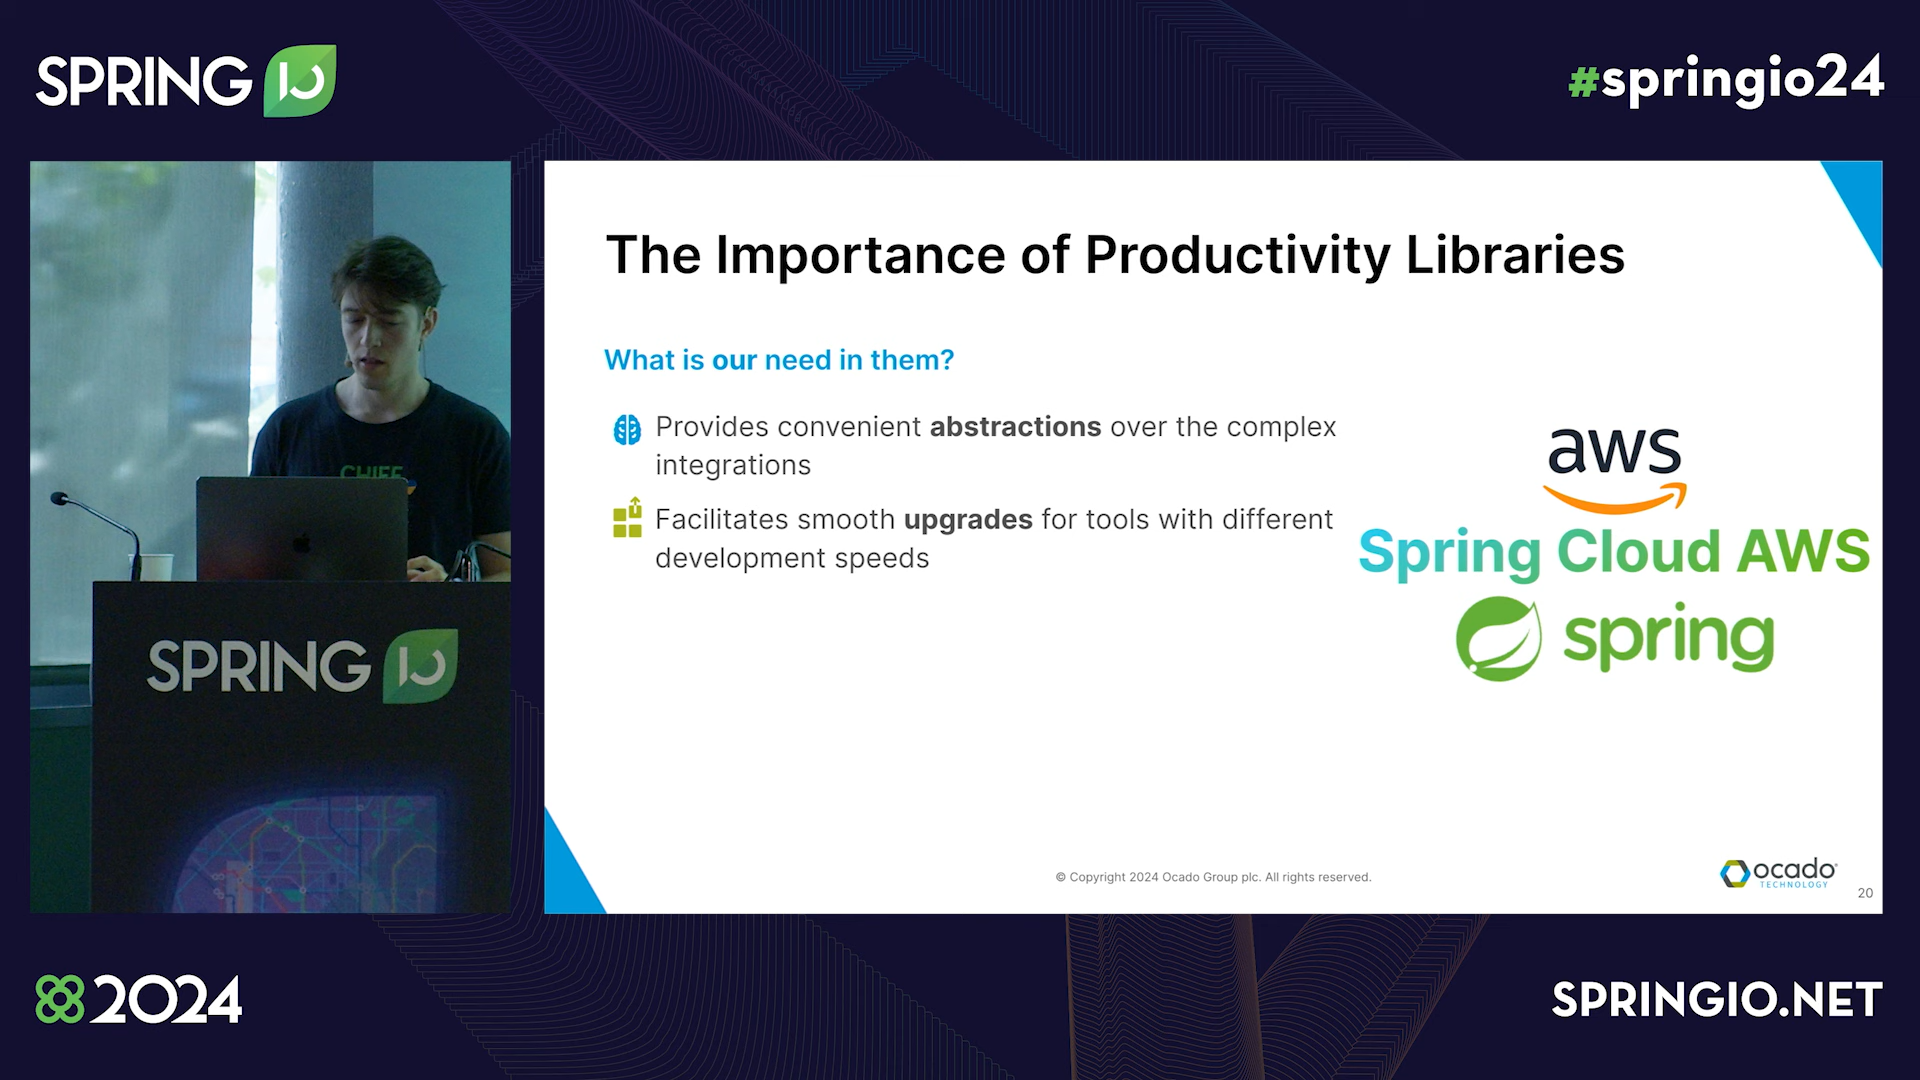 SPRING IO
#springio24
The Importance of Productivity Libraries
What is our need in them?
Provides convenient abstractions over the complex
integrations
Facilitates smooth upgrades for tools with different
development speeds
aws
Spring Cloud AWS
spring
CHIEF
SPRING IO
© Copyright 2024 Ocado Group plc. All rights reserved.
ocado
TECHNOLOGY
20
2024
SPRINGIO.NET